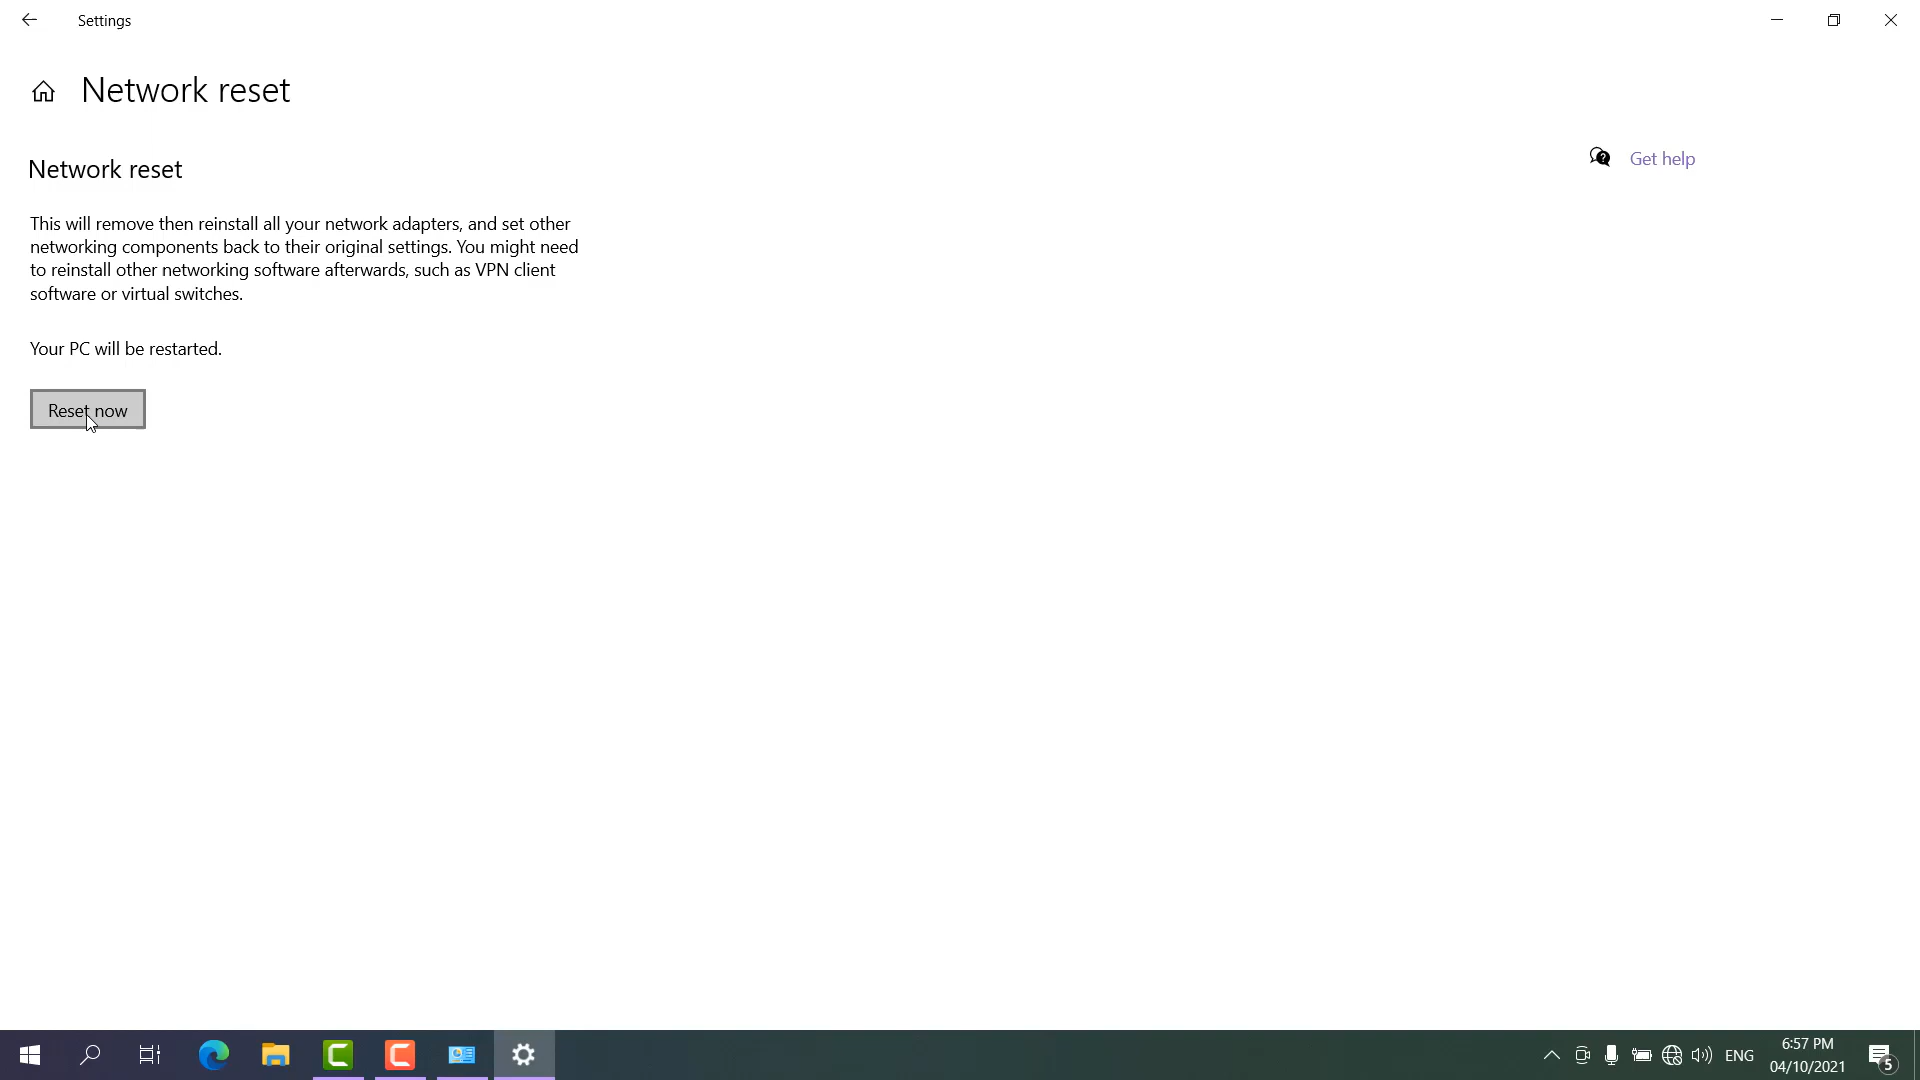 Settings
Network reset
Network reset
Get help
This will remove then reinstall all your network adapters, and set other
networking components back to their original settings. You might need
to reinstall other networking software afterwards, such as VPN client
software or virtual switches.
Your PC will be restarted.
Reset now
ENG
6:57 PM
04/10/2021
5